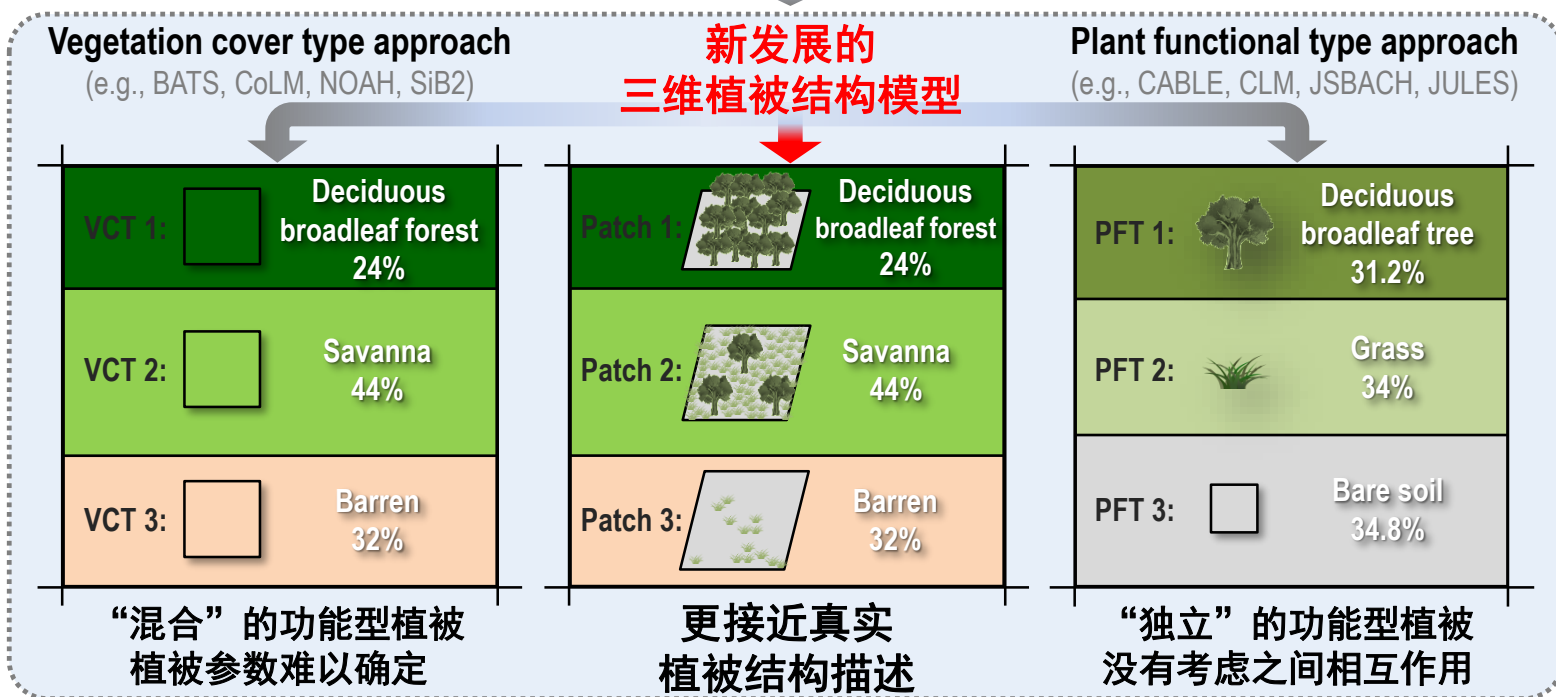 Vegetation cover type approach
(e.g., BATS, CoLM, NOAH, SiB2)
新发展的
三维植被结构模型
Plant functional type approach
(e.g., CABLE, CLM, JSBACH, JULES)
VCT 1:
Deciduous
broadleaf forest
24%
VCT 2:
Savanna
44%
VCT 3:
Barren
32%
“混合”的功能型植被
植被参数难以确定
Patch 1:
Deciduous
broadleaf forest
24%
Patch 2:
Savanna
44%
Patch 3:
Barren
32%
更接近真实
植被结构描述
PFT 1:
Deciduous
broadleaf tree
31.2%
PFT 2:
Grass
34%
PFT 3:
Bare soil
34.8%
“独立”的功能型植被
没有考虑之间相互作用